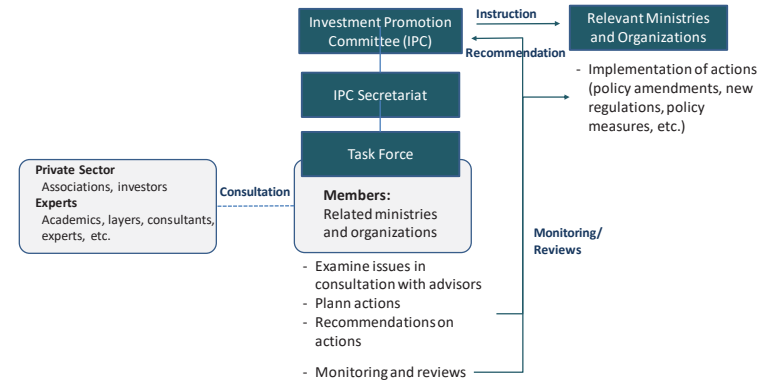 Investment Promotion
Committee (IPC)
Instruction
Relevant Ministries
and Organizations
Recommendation
- Implementation of actions
(policy amendments, new
regulations, policy
measures, etc.)
IPC Secretariat
Task Force
Private Sector
Associations, investors
Experts
Academics, layers, consultants,
experts, etc.
Consultation
Members:
Related ministries
and organizations
Monitoring/
Reviews
- Examine issues in
consultation with advisors
- Plann actions
- Recommendations on
actions
- Monitoring and reviews